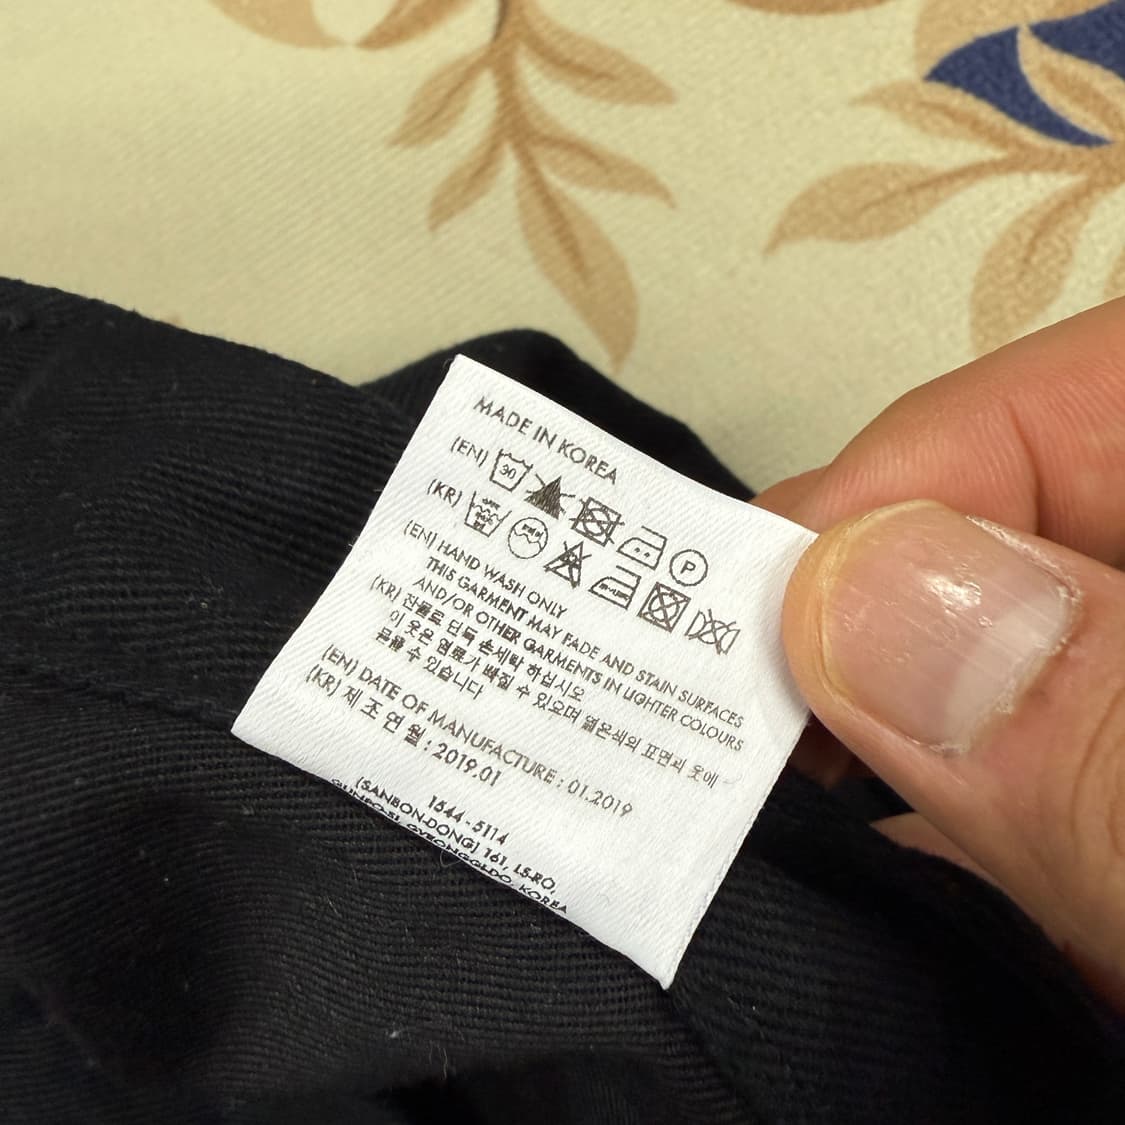 MADE IN KOREA
(EN) 30 P
(KR)
(EN) HAND WASH ONLY
THIS GARMENT MAY FADE AND STAIN SURFACES
AND/OR OTHER GARMENTS IN LIGHTER COLOURS
(KR) 찬물로 단독 손세탁 하십시오
이 옷은 염료가 빠질 수 있으며 옅은색의 표면과 옷에
수 있습니다
(EN) DATE OF MANUFACTURE : 01.2019
(KR) 제 조 연 월 : 2019.01
1544-5114
(SANBON-DONG) 161, LS-RO,
GUNPO-SI, GYEONGGI-DO, KOREA